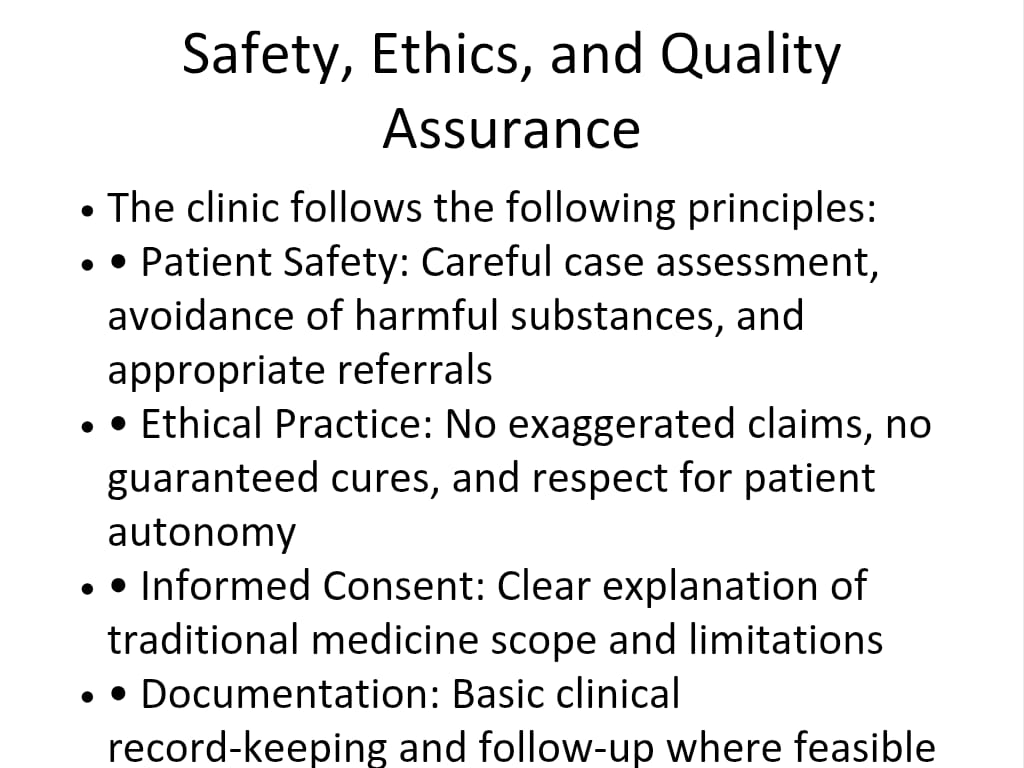 Safety, Ethics, and Quality
Assurance
• The clinic follows the following principles:
• • Patient Safety: Careful case assessment,
avoidance of harmful substances, and
appropriate referrals
• • Ethical Practice: No exaggerated claims, no
guaranteed cures, and respect for patient
autonomy
• • Informed Consent: Clear explanation of
traditional medicine scope and limitations
• • Documentation: Basic clinical
record-keeping and follow-up where feasible